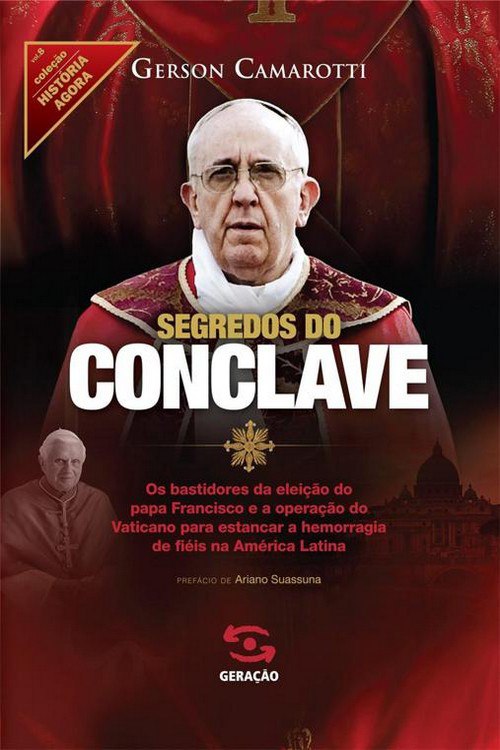 vol.8
coleção
HISTÓRIA
AGORA
GERSON CAMAROTTI
SEGREDOS DO
CONCLAVE
Os bastidores da eleição do
papa Francisco e a operação do
Vaticano para estancar a hemorragia
de fiéis na América Latina
PREFÁCIO DE Ariano Suassuna
GERAÇÃO